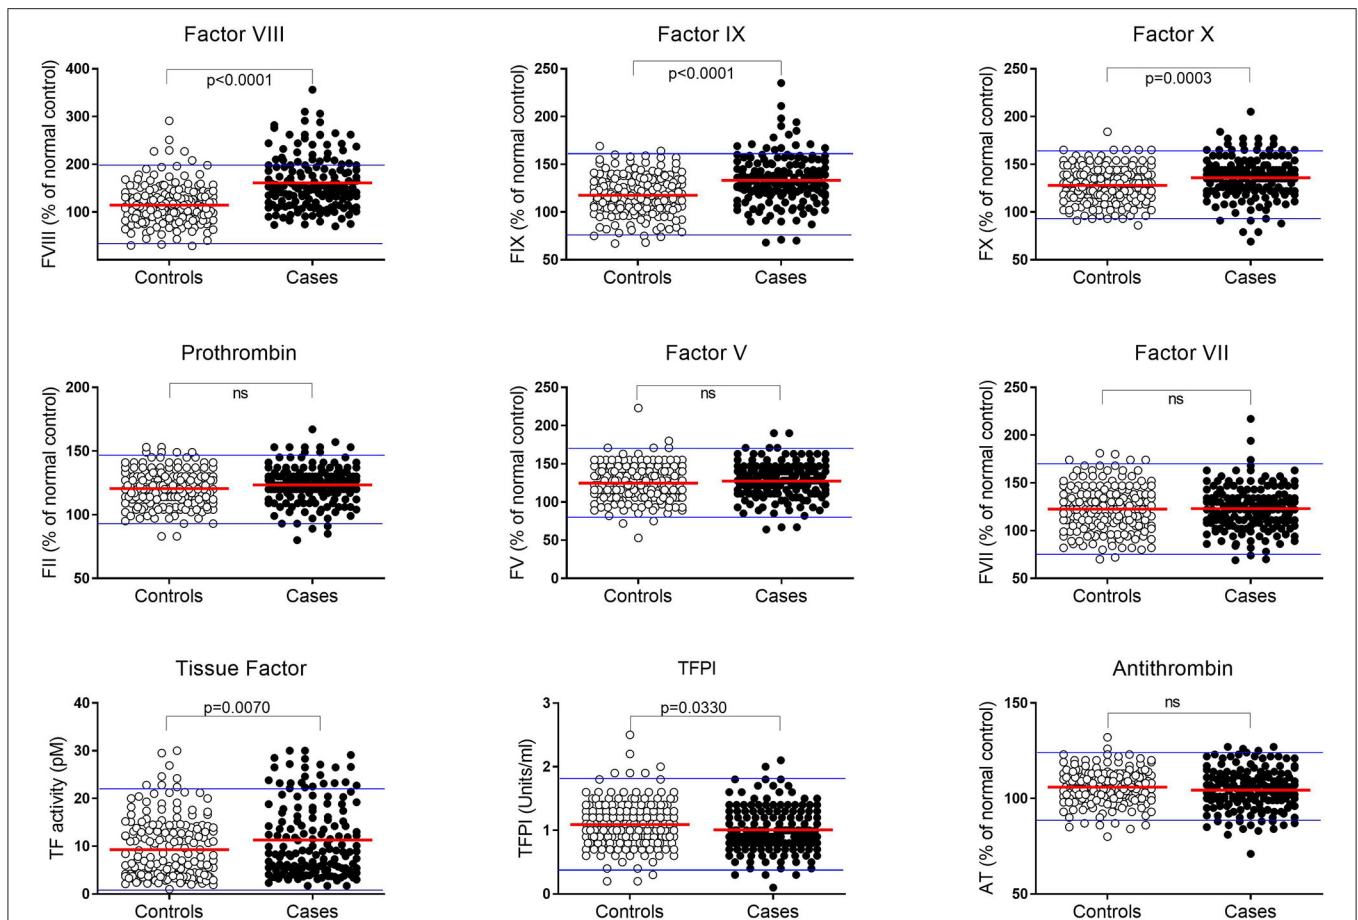 Factor VIII
FVIII (% of normal control)
400
300
200
100
p<0.0001
Controls
Cases
Factor IX
FIX (% of normal control)
250
200
150
100
50
p<0.0001
Controls
Cases
Factor X
FX (% of normal control)
250
200
150
100
50
p=0.0003
Controls
Cases
Prothrombin
FII (% of normal control)
200
150
100
50
ns
Controls
Cases
Factor V
FV (% of normal control)
250
200
150
100
50
0
ns
Controls
Cases
Factor VII
FVII (% of normal control)
250
200
150
100
50
ns
Controls
Cases
Tissue Factor
TF activity (pM)
40
30
20
10
0
p=0.0070
Controls
Cases
TFPI
TFPI (Units/ml)
3
2
1
0
p=0.0330
Controls
Cases
Antithrombin
AT (% of normal control)
150
100
50
ns
Controls
Cases